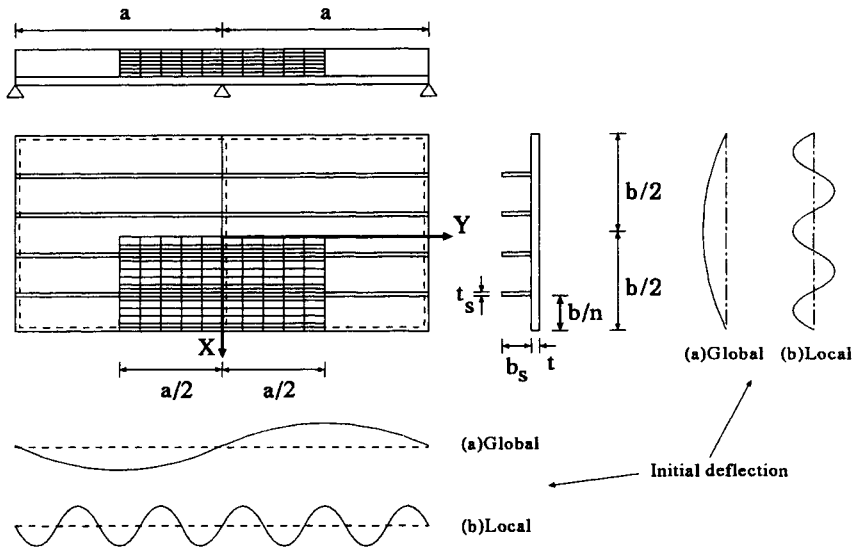 a a
Y
X
a/2 a/2
t_s
b_s t
b/n
b/2
b/2
(a)Global (b)Local
(a)Global
Initial deflection
(b)Local